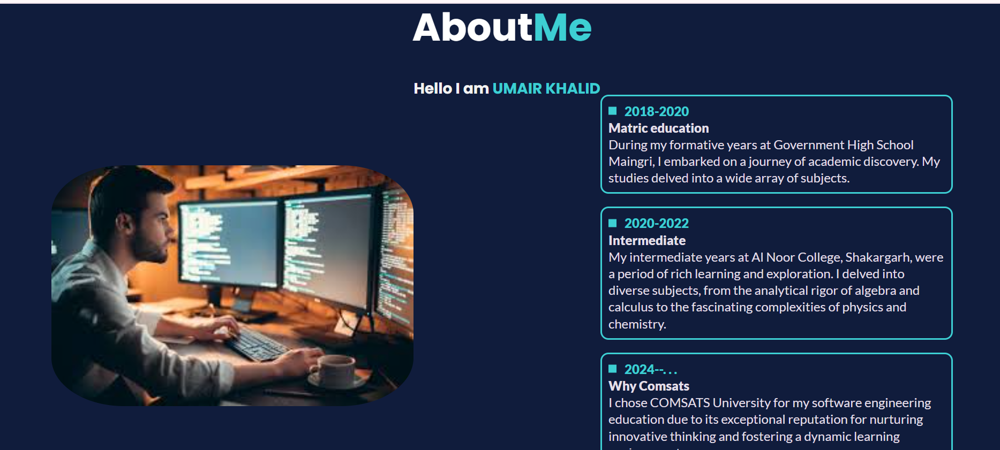 AboutMe
Hello I am UMAIR KHALID
2018-2020
Matric education
During my formative years at Government High School
Maingri, I embarked on a journey of academic discovery. My
studies delved into a wide array of subjects.
2020-2022
Intermediate
My intermediate years at Al Noor College, Shakargarh, were
a period of rich learning and exploration. I delved into
diverse subjects, from the analytical rigor of algebra and
calculus to the fascinating complexities of physics and
chemistry.
2024--. . .
Why Comsats
I chose COMSATS University for my software engineering
education due to its exceptional reputation for nurturing
innovative thinking and fostering a dynamic learning